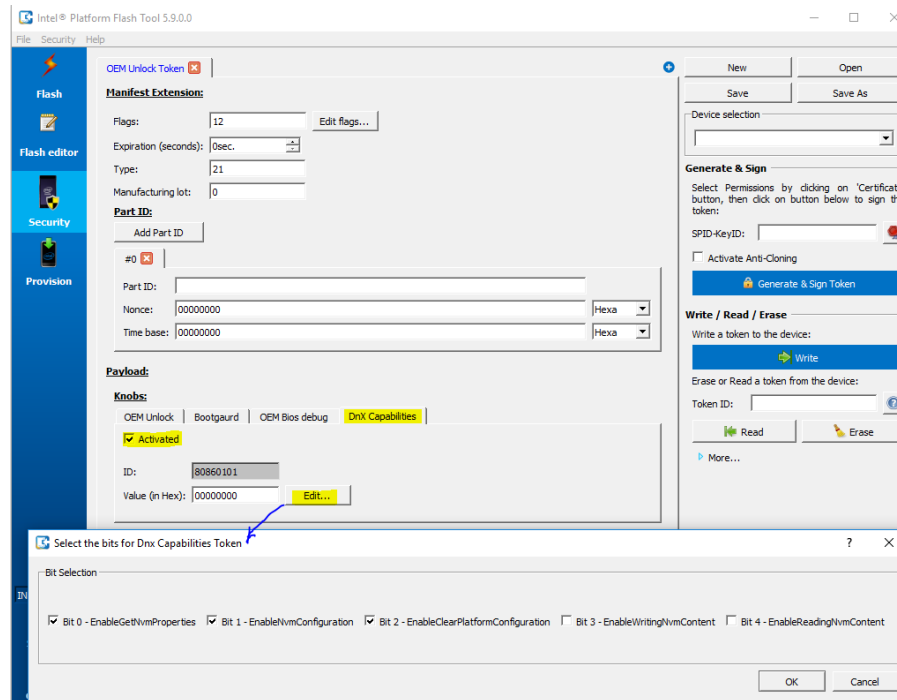 Intel® Platform Flash Tool 5.9.0.0
File Security Help
Flash
Flash editor
Security
Provision
OEM Unlock Token
Manifest Extension:
Flags: 12 Edit flags...
Expiration (seconds): 0sec.
Type: 21
Manufacturing lot: 0
Part ID:
Add Part ID
#0
Part ID:
Nonce: 00000000 Hexa
Time base: 00000000 Hexa
Payload:
Knobs:
OEM Unlock Bootgaurd OEM Bios debug DnX Capabilities
Activated
ID: 80860101
Value (in Hex): 00000000 Edit...
New Open
Save Save As
Device selection
Generate & Sign
Select Permissions by clicking on 'Certificat
button, then click on button below to sign th
token:
SPID-KeyID:
Activate Anti-Cloning
Generate & Sign Token
Write / Read / Erase
Write a token to the device:
Write
Erase or Read a token from the device:
Token ID:
Read Erase
More...
IN
Select the bits for Dnx Capabilities Token ?
Bit Selection
Bit 0 - EnableGetNvmProperties Bit 1 - EnableNvmConfiguration Bit 2 - EnableClearPlatformConfiguration Bit 3 - EnableWritingNvmContent Bit 4 - EnableReadingNvmContent
OK Cancel